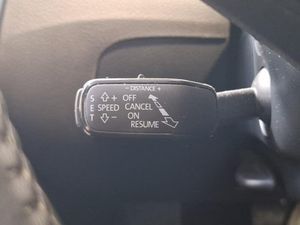 − DISTANCE +
S + OFF
E SPEED CANCEL
T − ON
RESUME